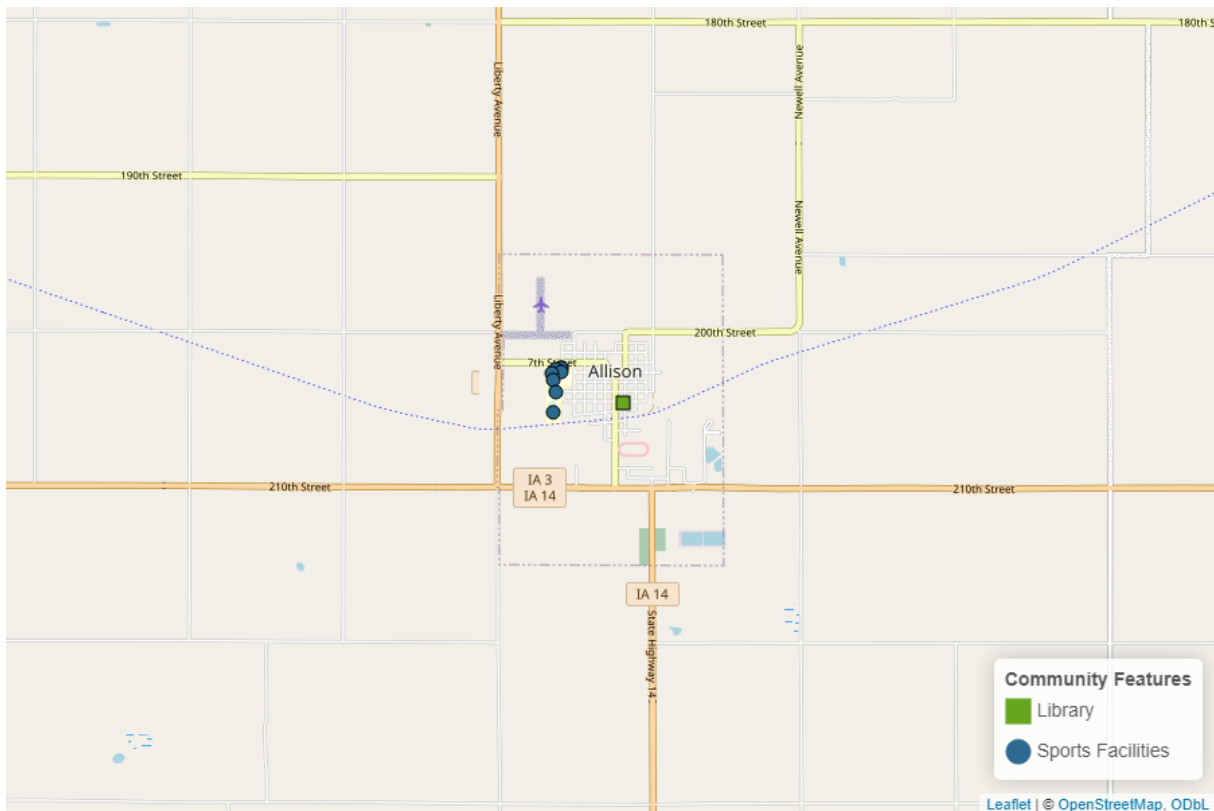 180th Street
180th S
Liberty Avenue
Newell Avenue
190th Street
Newell Avenue
Liberty Avenue
200th Street
7th Street
Allison
210th Street
IA 3
IA 14
210th Street
IA 14
State Highway 14
Community Features
Library
Sports Facilities
Leaflet | © OpenStreetMap, ODbL